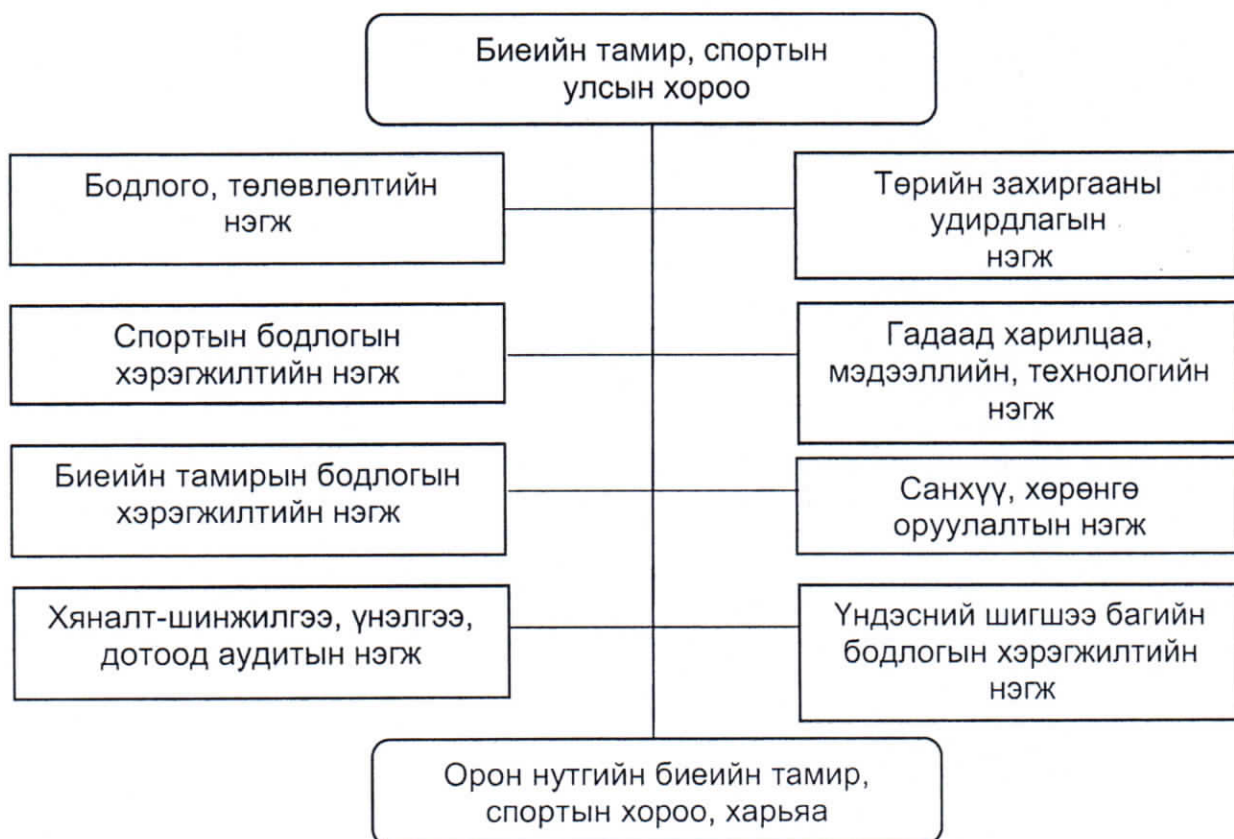 Биеийн тамир, спортын
улсын хороо
Бодлого, төлөвлөлтийн
нэгж
Төрийн захиргааны
удирдлагын
нэгж
Спортын бодлогын
хэрэгжилтийн нэгж
Гадаад харилцаа,
мэдээллийн, технологийн
нэгж
Биеийн тамирын бодлогын
хэрэгжилтийн нэгж
Санхүү, хөрөнгө
оруулалтын нэгж
Хяналт-шинжилгээ, үнэлгээ,
дотоод аудитын нэгж
Үндэсний шигшээ багийн
бодлогын хэрэгжилтийн
нэгж
Орон нутгийн биеийн тамир,
спортын хороо, харьяа